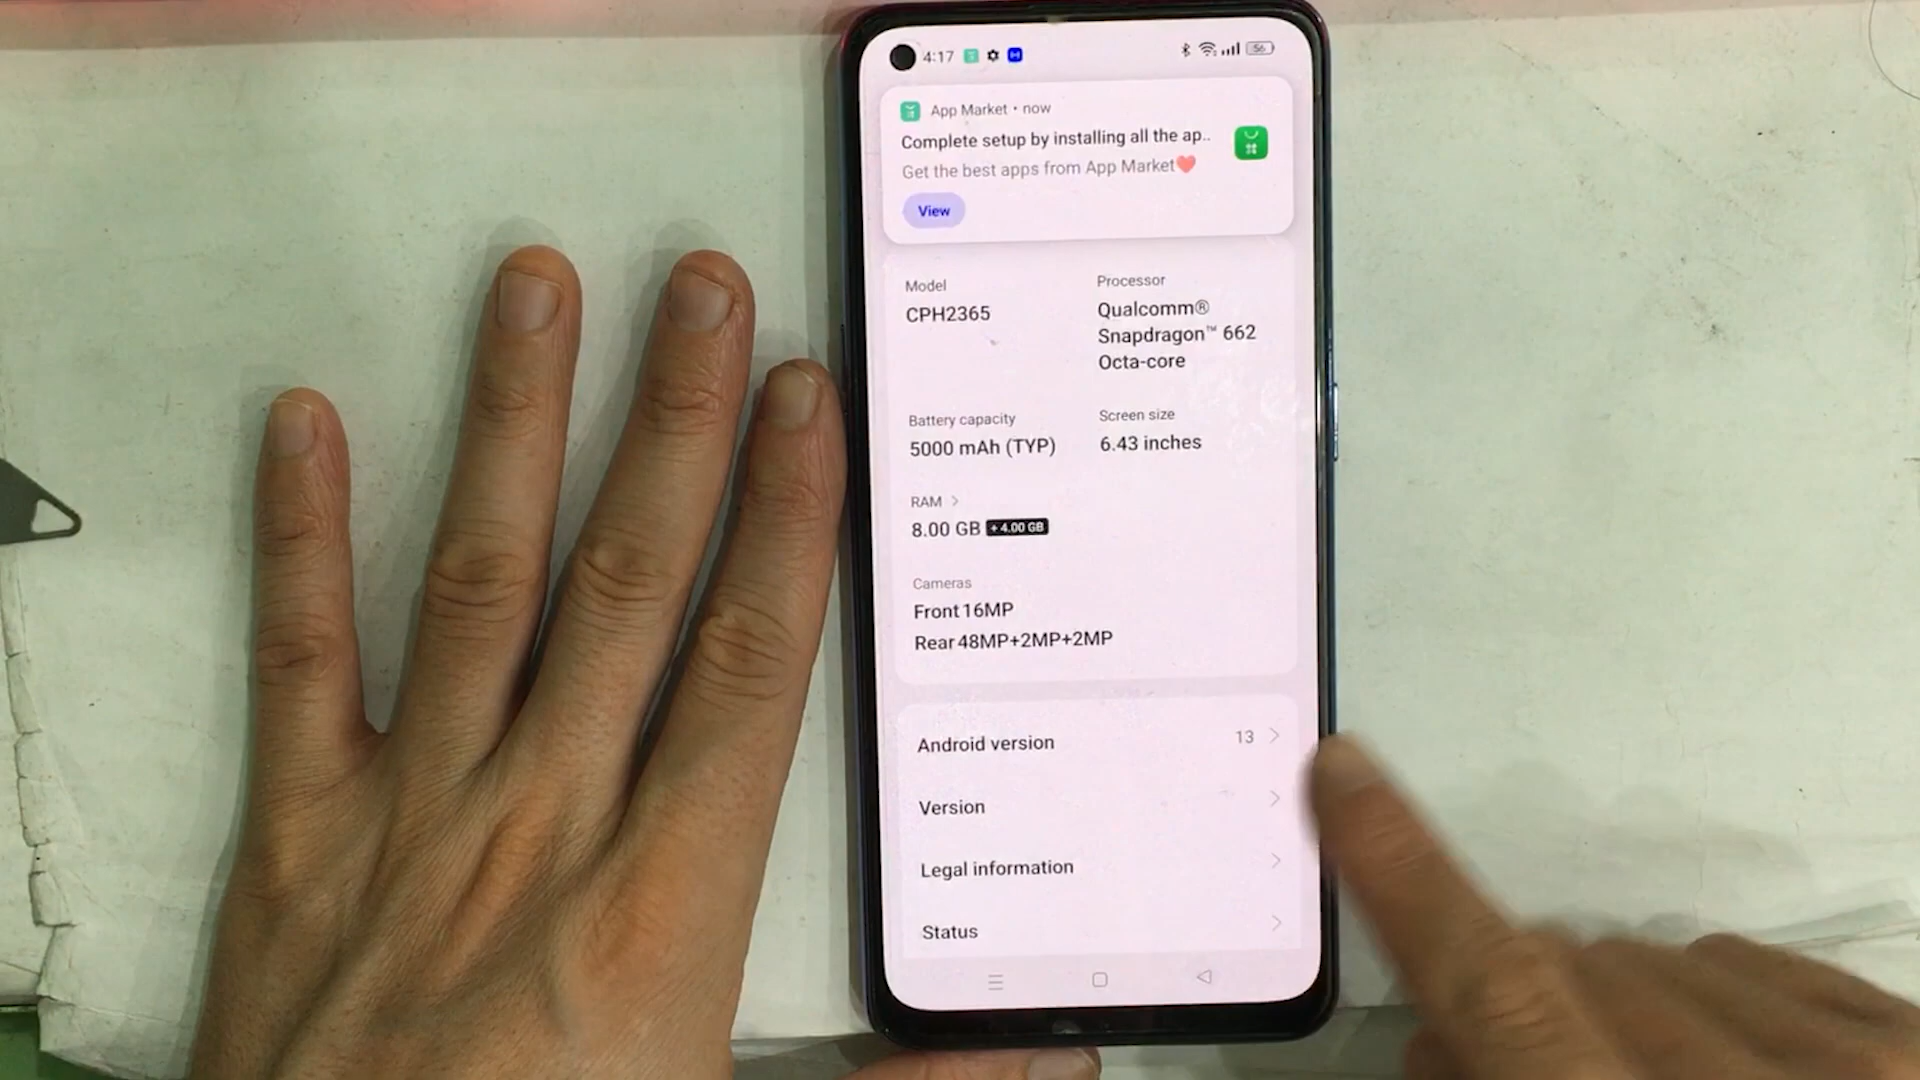 4:17
56
App Market • now
Complete setup by installing all the ap..
Get the best apps from App Market❤️
View
Model
CPH2365
Processor
Qualcomm®
Snapdragon™ 662
Octa-core
Battery capacity
5000 mAh (TYP)
Screen size
6.43 inches
RAM >
8.00 GB + 4.00 GB
Cameras
Front 16MP
Rear 48MP+2MP+2MP
Android version 13 >
Version >
Legal information >
Status >